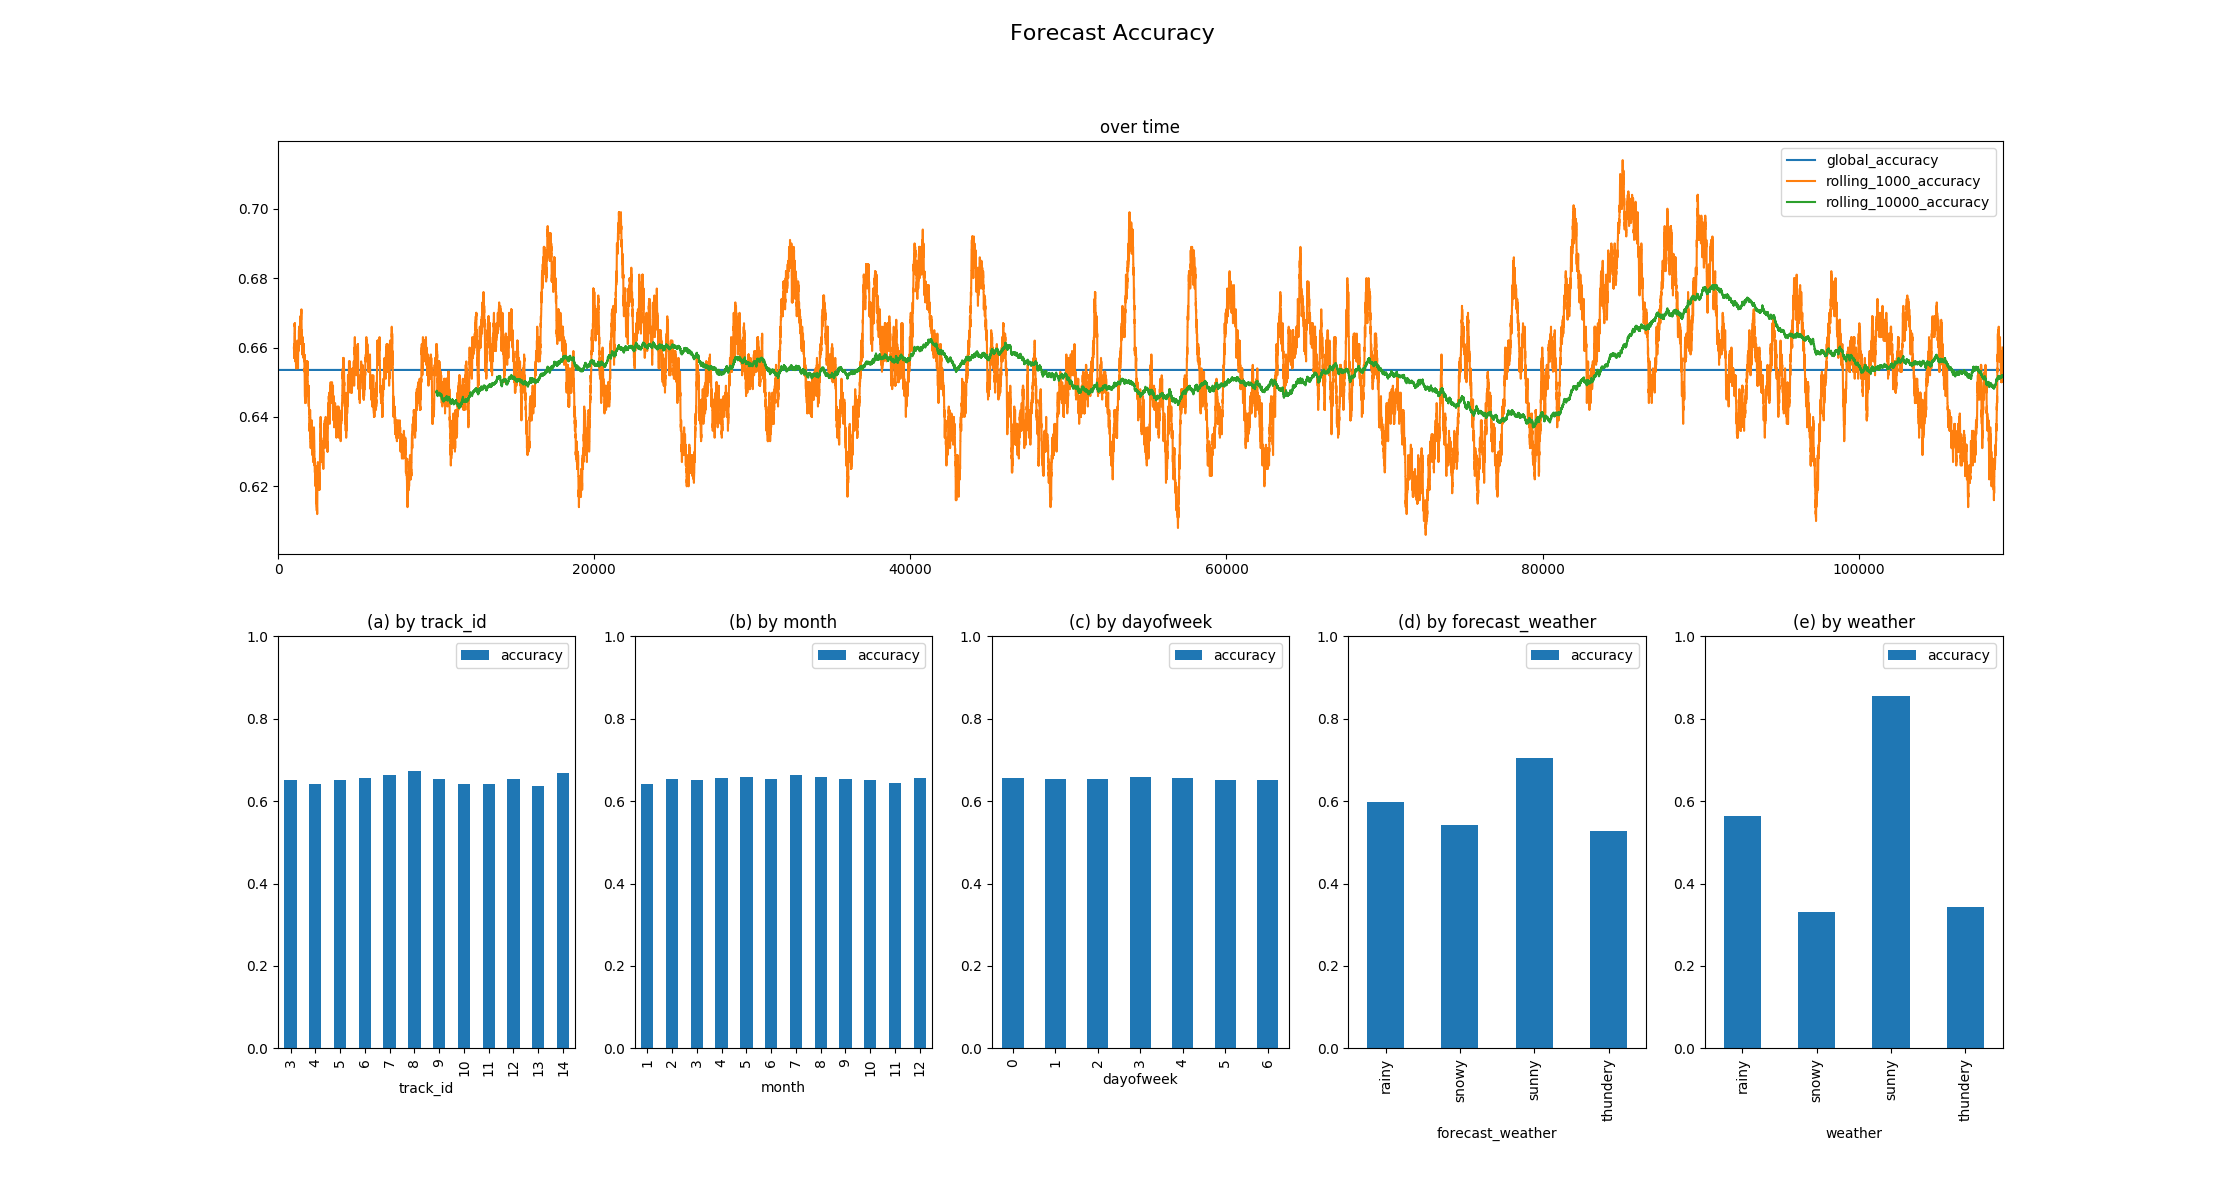 Forecast Accuracy
over time
global_accuracy
rolling_1000_accuracy
rolling_10000_accuracy
0.70
0.68
0.66
0.64
0.62
0 20000 40000 60000 80000 100000
(a) by track_id
accuracy
1.0
0.8
0.6
0.4
0.2
0.0
3 4 5 6 7 8 9 10 11 12 13 14
track_id
(b) by month
accuracy
1.0
0.8
0.6
0.4
0.2
0.0
1 2 3 4 5 6 7 8 9 10 11 12
month
(c) by dayofweek
accuracy
1.0
0.8
0.6
0.4
0.2
0.0
0 1 2 3 4 5 6
dayofweek
(d) by forecast_weather
accuracy
1.0
0.8
0.6
0.4
0.2
0.0
rainy snowy sunny thundery
forecast_weather
(e) by weather
accuracy
1.0
0.8
0.6
0.4
0.2
0.0
rainy snowy sunny thundery
weather